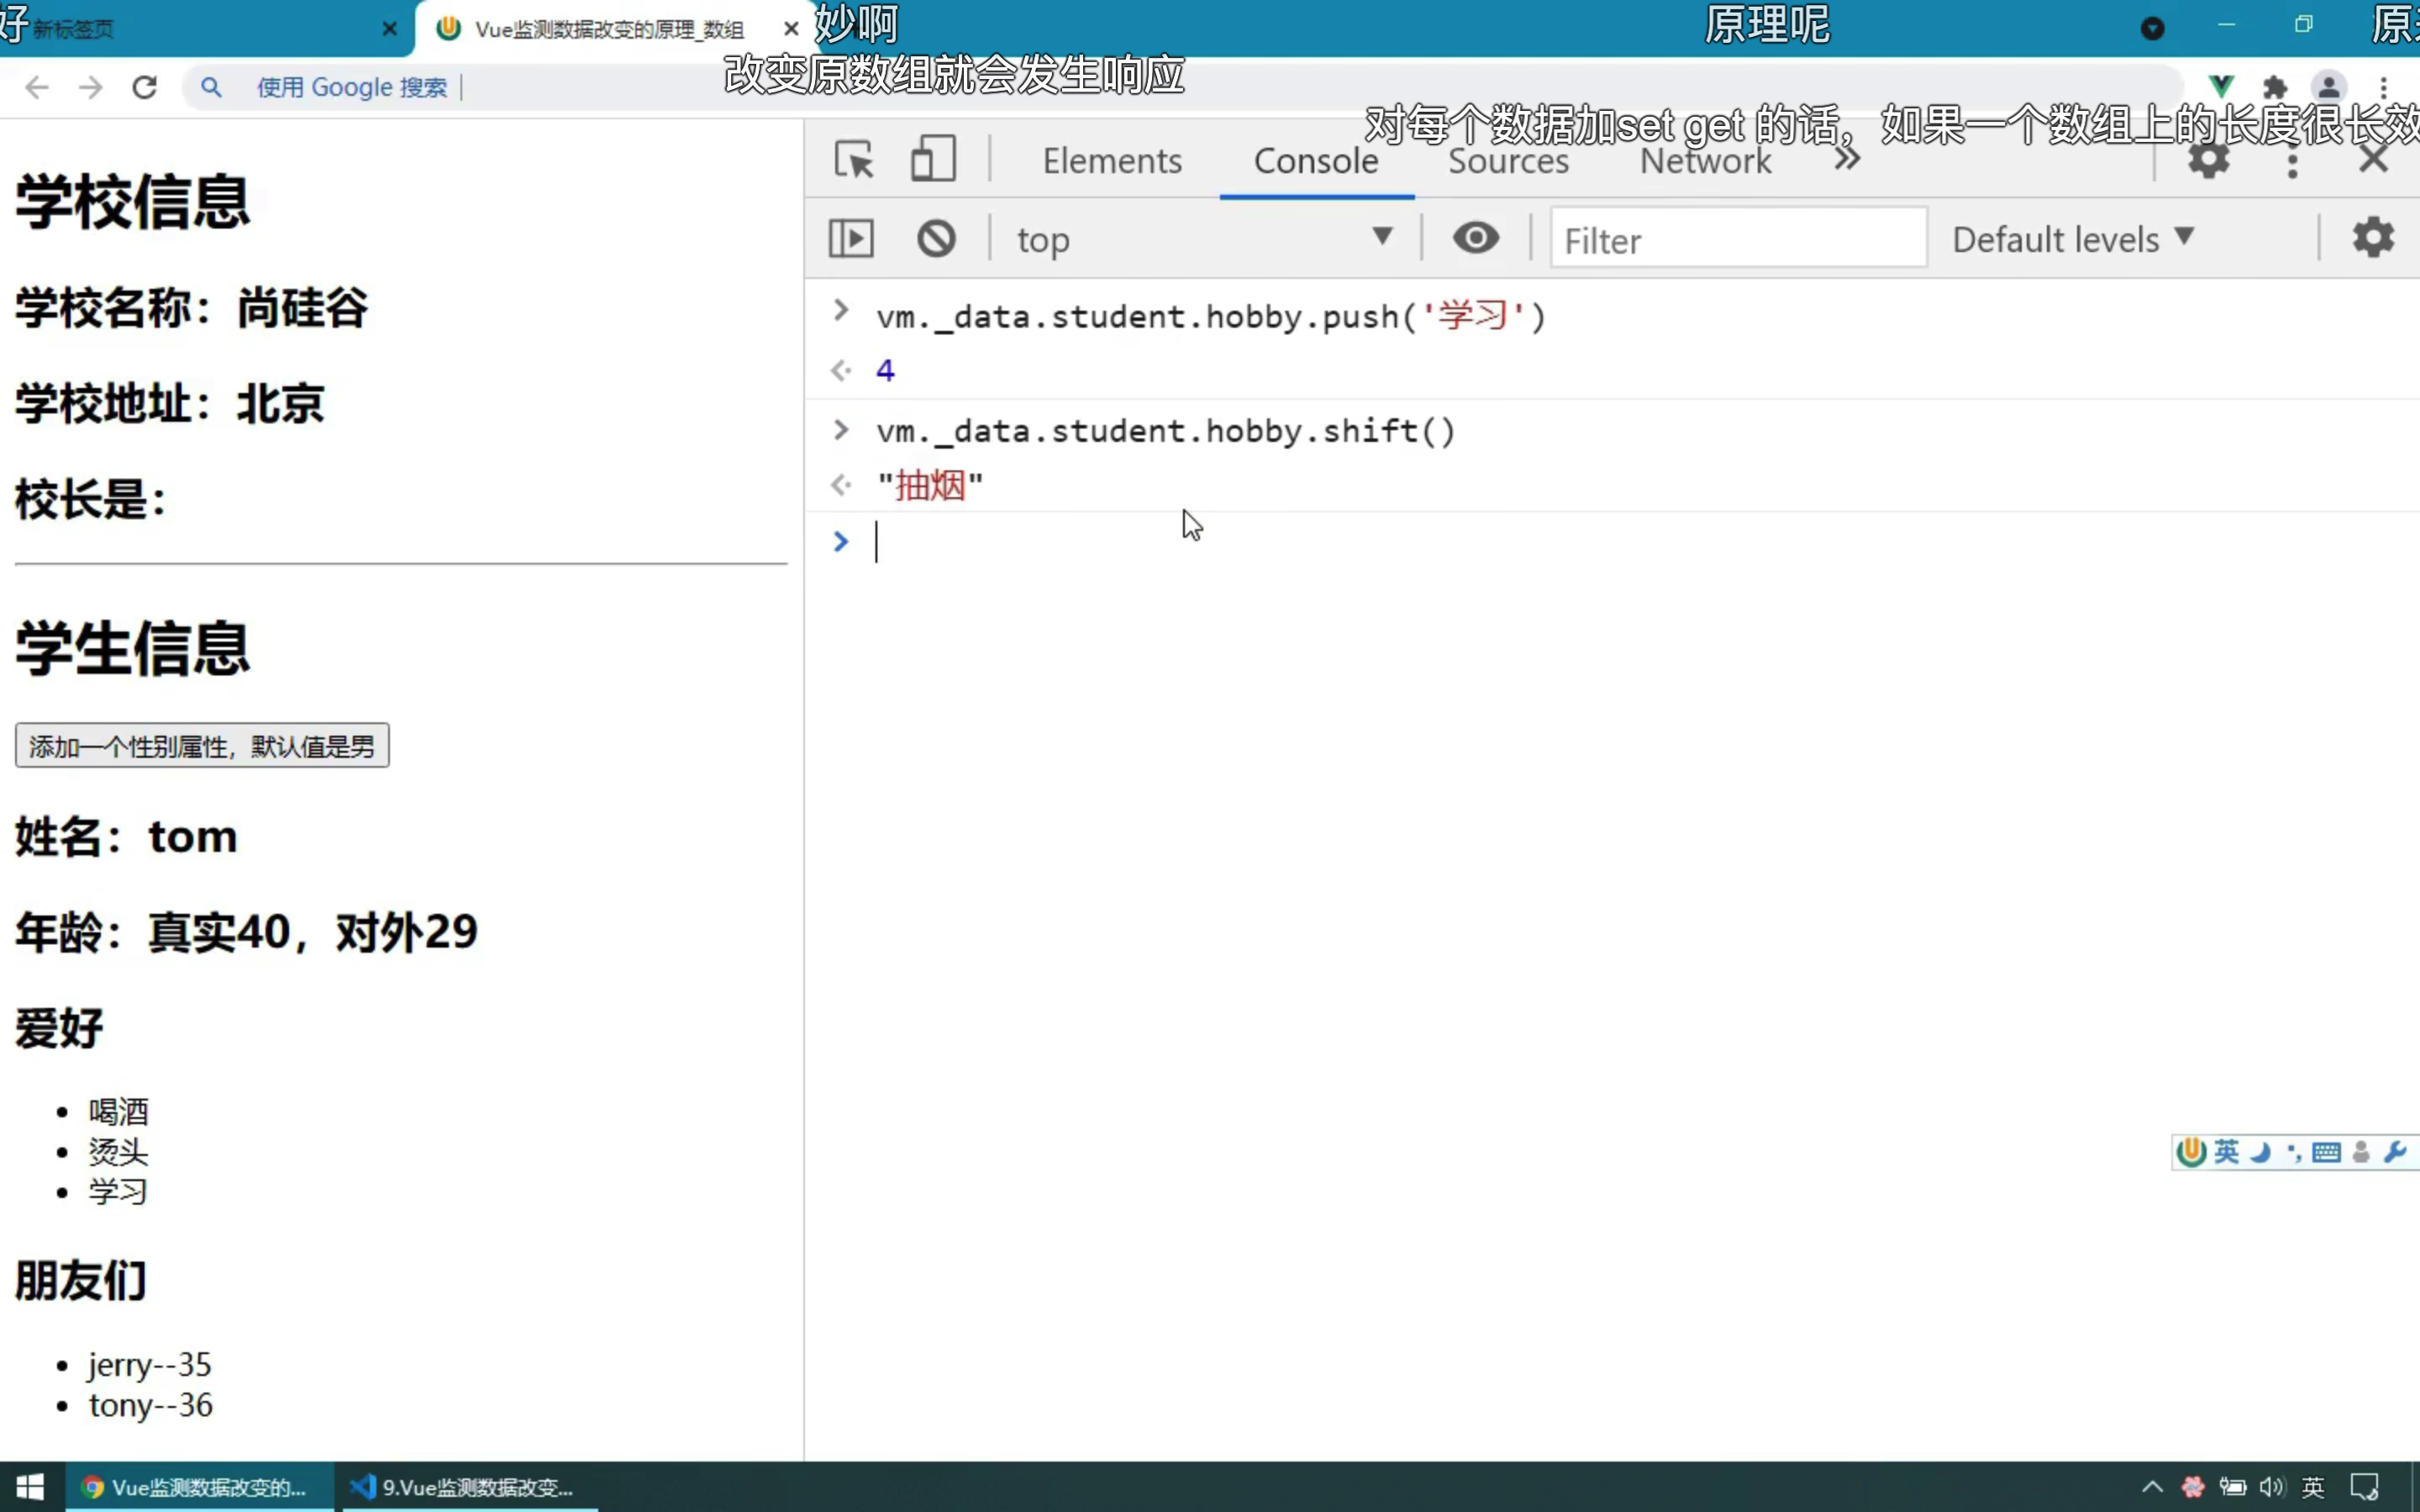 好
新标签页
Vue监测数据改变的原理_数组
妙啊
原理呢
使用 Google 搜索
改变原数组就会发生响应
对每个数据加set get 的话，如果一个数组上的长度很长效
Elements
Console
Sources
Network
top
Filter
Default levels
vm._data.student.hobby.push('学习')
4
vm._data.student.hobby.shift()
"抽烟"
学校信息
学校名称：尚硅谷
学校地址：北京
校长是：
学生信息
添加一个性别属性，默认值是男
姓名：tom
年龄：真实40，对外29
爱好
喝酒
烫头
学习
朋友们
jerry--35
tony--36
英
Vue监测数据改变的...
9.Vue监测数据改变...
英